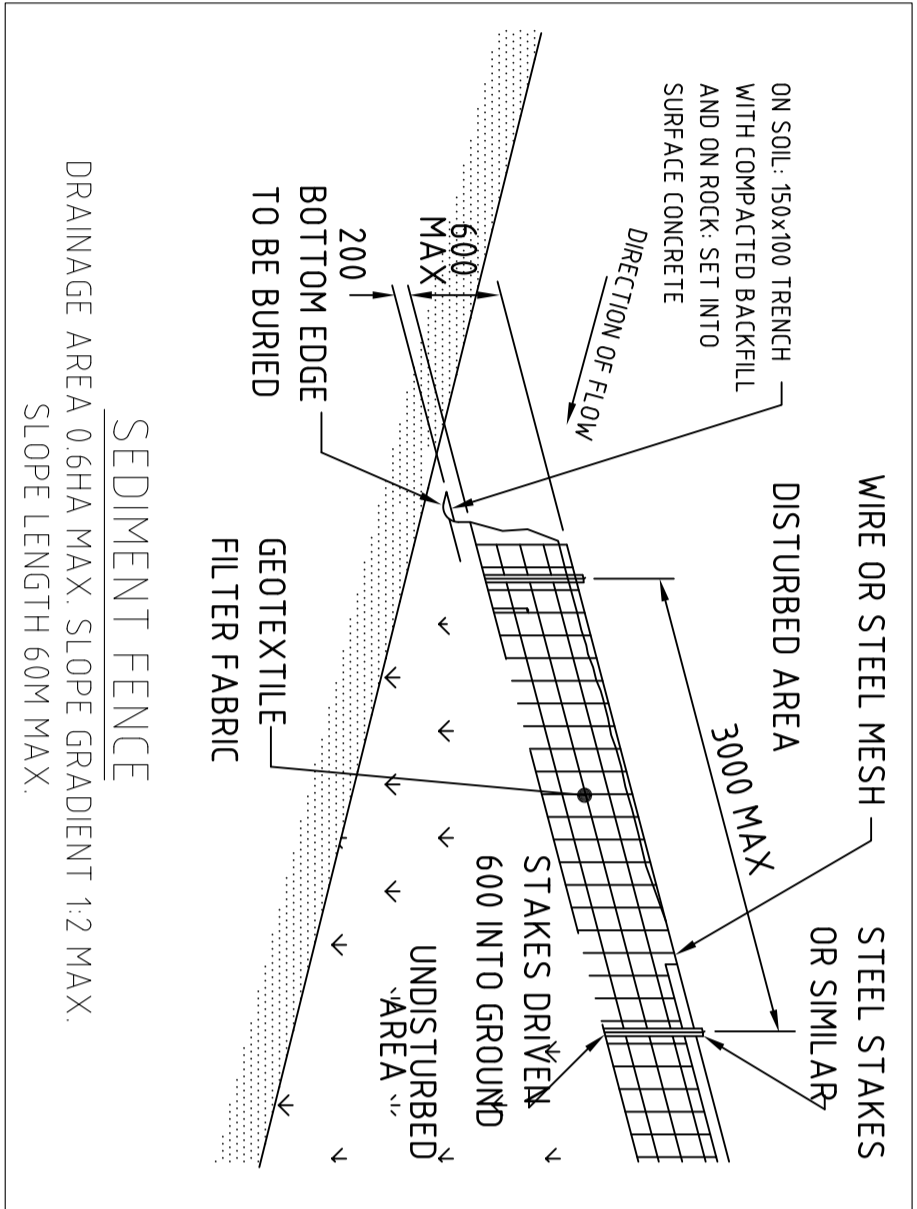 WIRE OR STEEL MESH
STEEL STAKES
OR SIMILAR
DISTURBED AREA
3000 MAX
ON SOIL: 150x100 TRENCH
WITH COMPACTED BACKFILL
AND ON ROCK: SET INTO
SURFACE CONCRETE
DIRECTION OF FLOW
600
MAX
200
BOTTOM EDGE
TO BE BURIED
STAKES DRIVEN
600 INTO GROUND
UNDISTURBED
AREA
GEOTEXTILE
FILTER FABRIC
SEDIMENT FENCE
DRAINAGE AREA 0.6HA MAX. SLOPE GRADIENT 1:2 MAX.
SLOPE LENGTH 60M MAX.